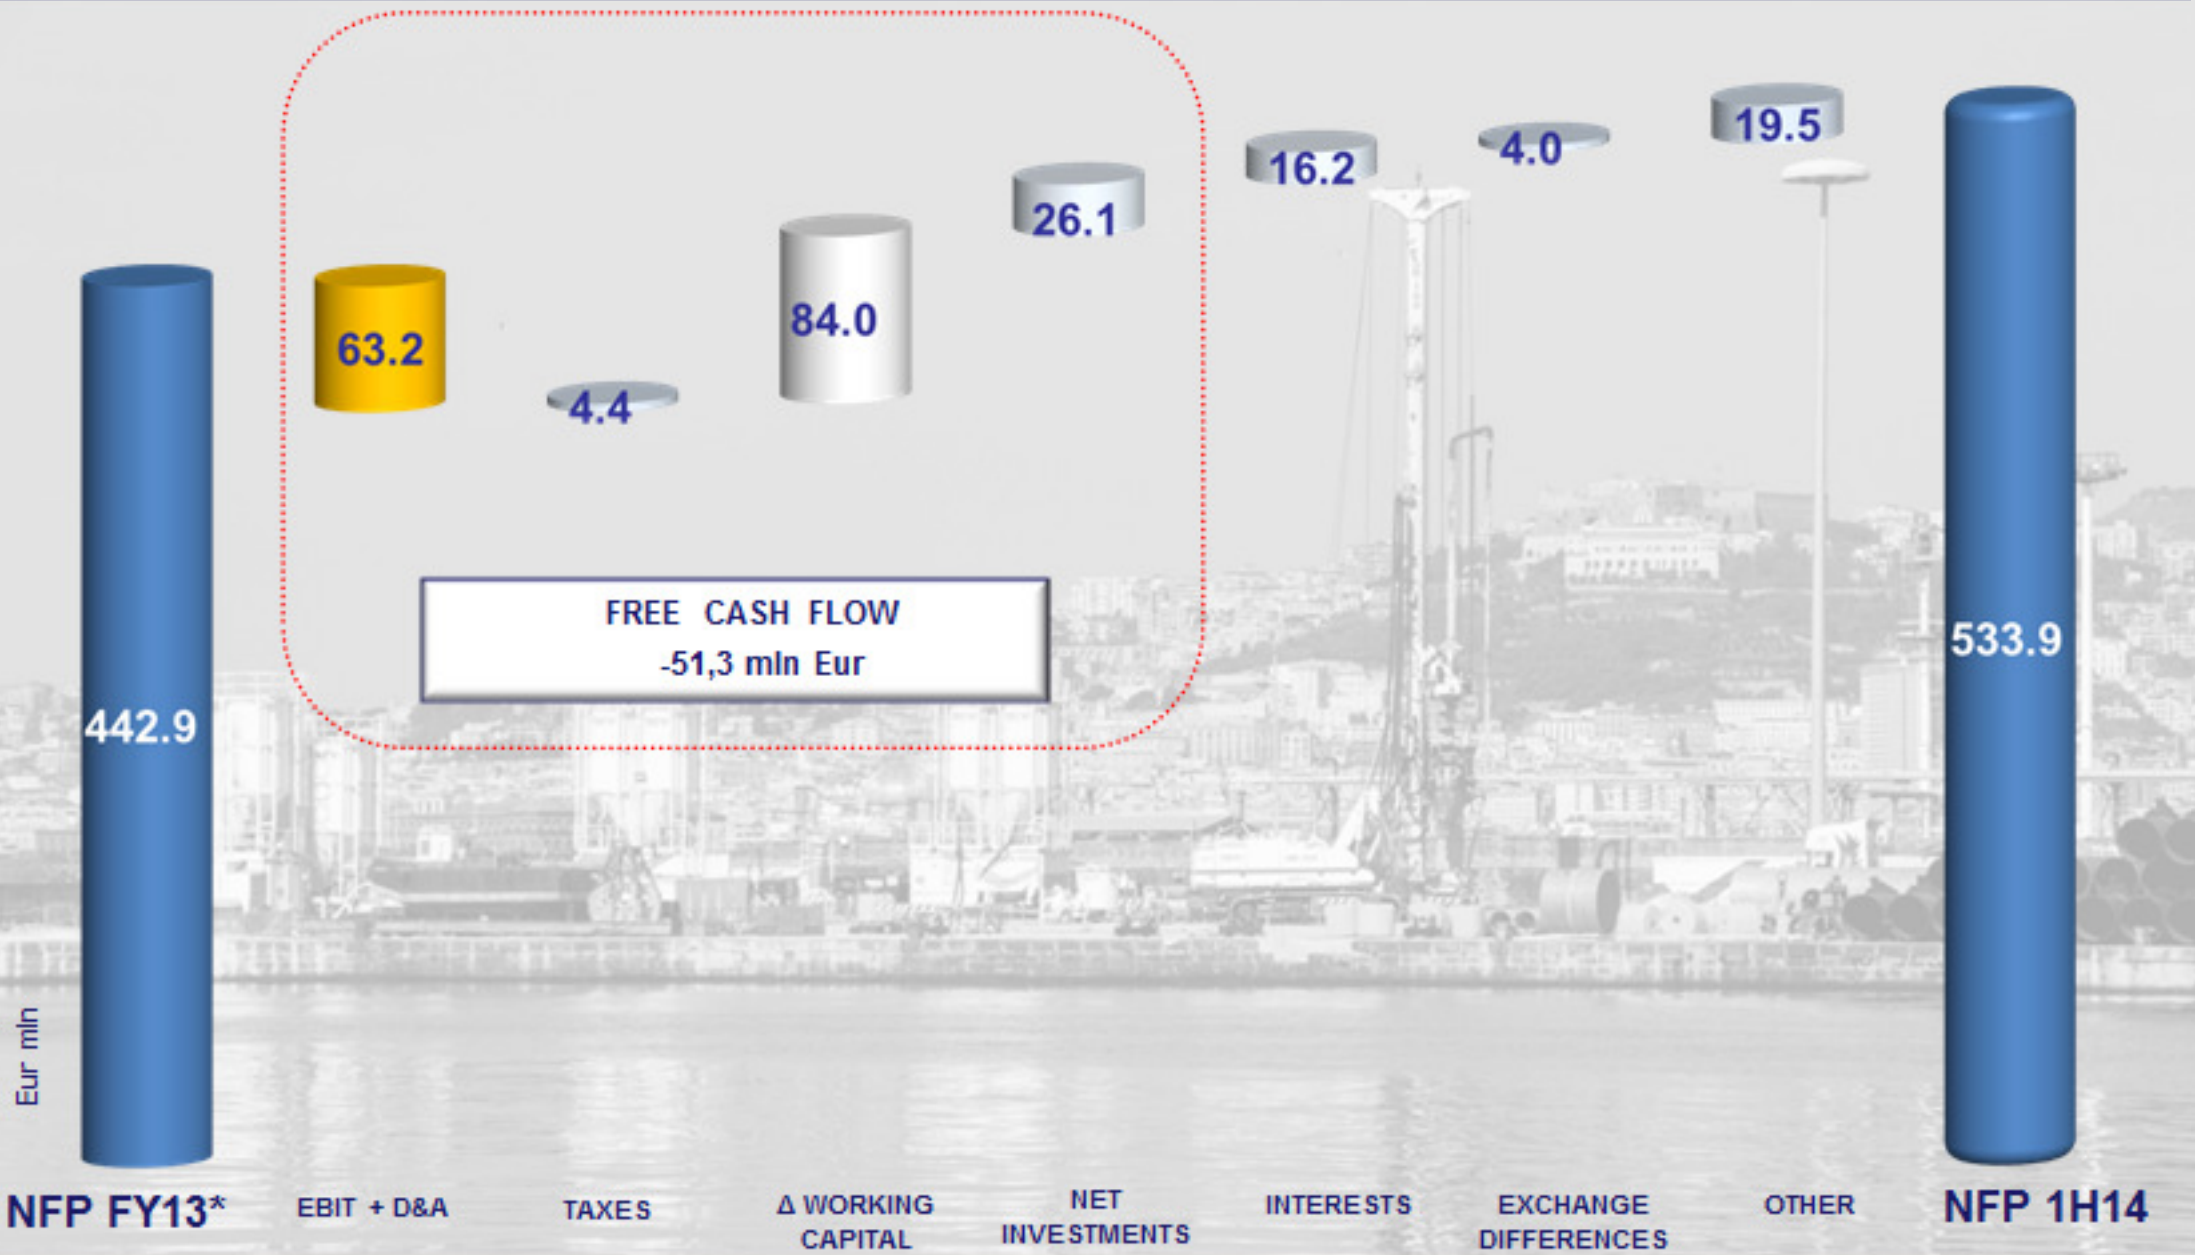 19.5
4.0
16.2
26.1
84.0
63.2
4.4
FREE CASH FLOW
-51,3 mln Eur
533.9
442.9
Eur mln
NFP FY13*
EBIT + D&A
TAXES
Δ WORKING
CAPITAL
NET
INVESTMENTS
INTERESTS
EXCHANGE
DIFFERENCES
OTHER
NFP 1H14